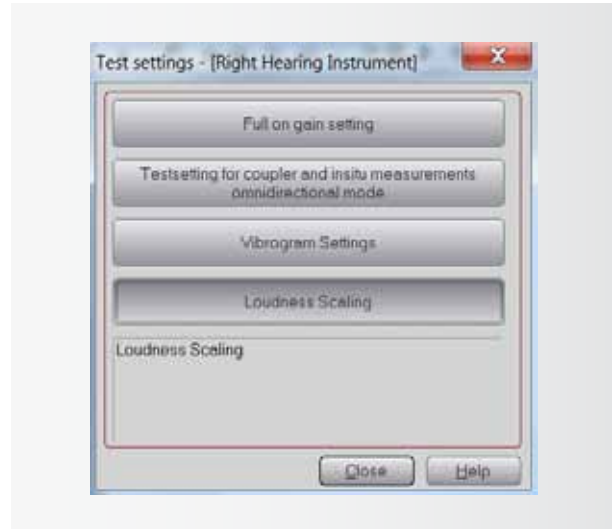 Test settings - [Right Hearing Instrument]
Full on gain setting
Testsetting for coupler and insitu measurements
omnidirectional mode
Vibrogram Settings
Loudness Scaling
Loudness Scaling
Close
Help